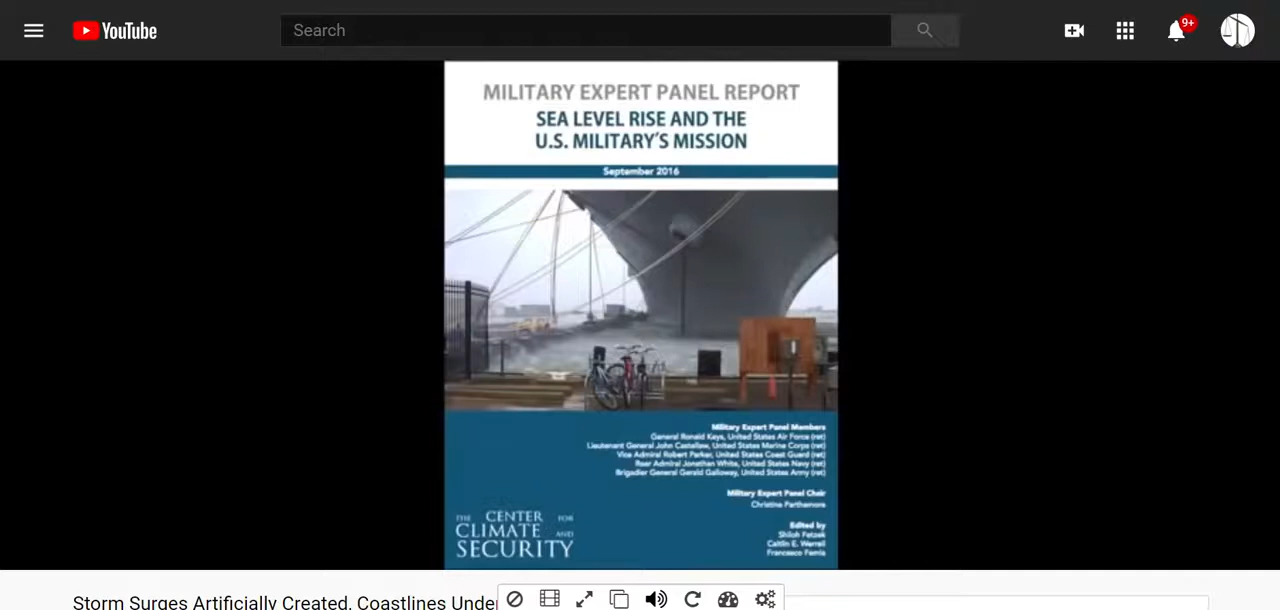 YouTube
Search
9+
MILITARY EXPERT PANEL REPORT
SEA LEVEL RISE AND THE
U.S. MILITARY'S MISSION
September 2016
Military Expert Panel Members
General Ronald Keys, United States Air Force (ret)
Lieutenant General John Castellaw, United States Marine Corps (ret)
Vice Admiral Robert Parker, United States Coast Guard (ret)
Rear Admiral Jonathan White, United States Navy (ret)
Brigadier General Gerald Galloway, United States Army (ret)
Military Expert Panel Chair
Christine Parthemore
Edited by
Shiloh Fetzek
Caitlin E. Werrell
Francesco Femia
THE CENTER FOR
CLIMATE AND
SECURITY
Storm Surges Artificially Created, Coastlines Unde